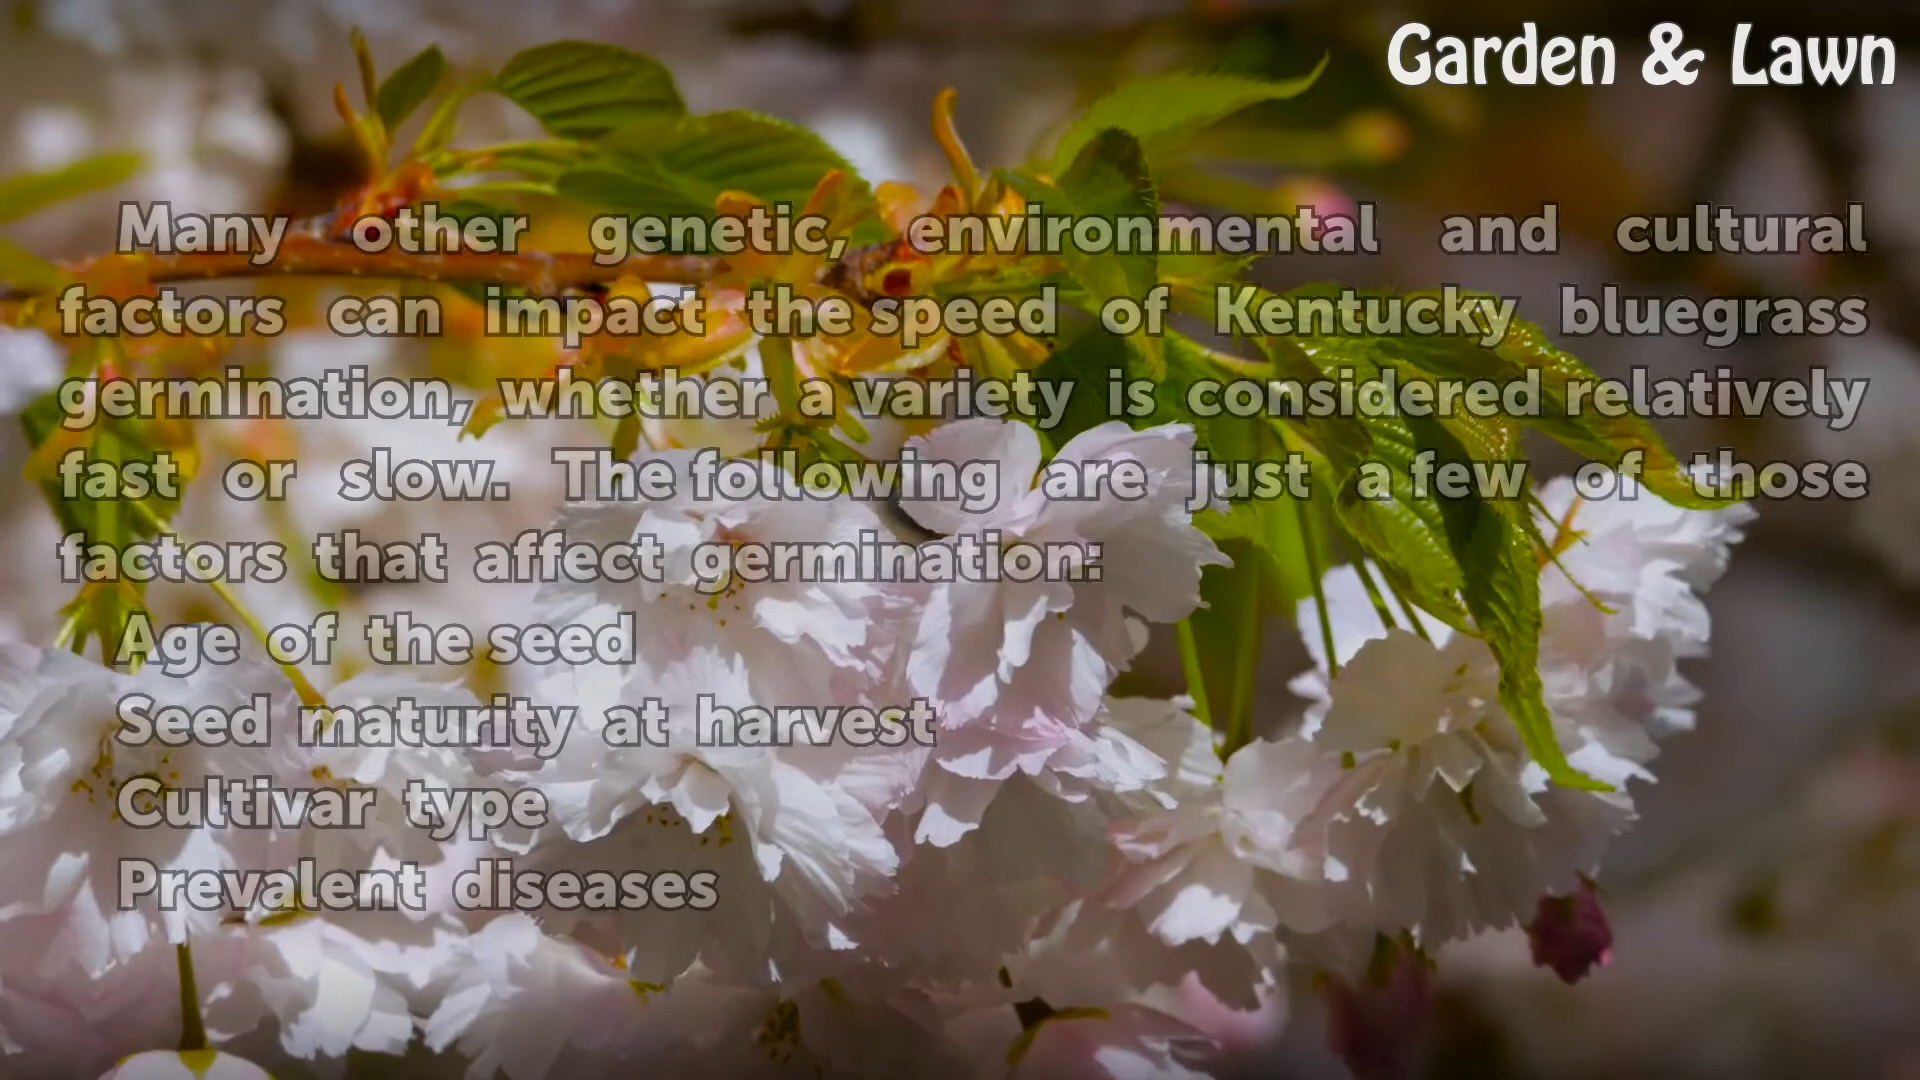 Garden & Lawn
Many other genetic, environmental and cultural
factors can impact the speed of Kentucky bluegrass
germination, whether a variety is considered relatively
fast or slow. The following are just a few of those
factors that affect germination:
Age of the seed
Seed maturity at harvest
Cultivar type
Prevalent diseases